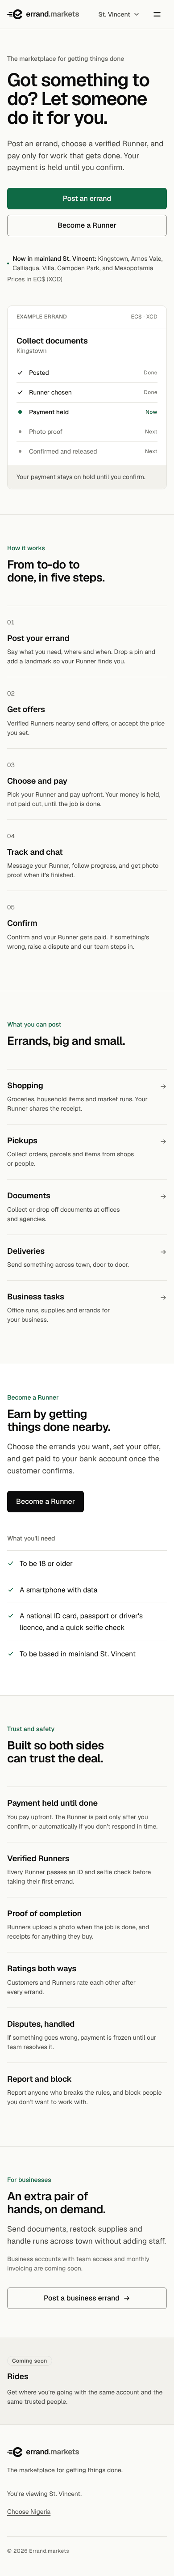 errand.markets
St. Vincent
The marketplace for getting things done
Got something to
do? Let someone
do it for you.
Post an errand, choose a verified Runner, and
pay only for work that gets done. Your
payment is held until you confirm.
Post an errand
Become a Runner
Now in mainland St. Vincent: Kingstown, Arnos Vale,
Calliaqua, Villa, Campden Park, and Mesopotamia
Prices in EC$ (XCD)
EXAMPLE ERRAND
EC$ · XCD
Collect documents
Kingstown
Posted
Done
Runner chosen
Done
Payment held
Now
Photo proof
Next
Confirmed and released
Next
Your payment stays on hold until you confirm.
How it works
From to-do to
done, in five steps.
01
Post your errand
Say what you need, where and when. Drop a pin and
add a landmark so your Runner finds you.
02
Get offers
Verified Runners nearby send offers, or accept the price
you set.
03
Choose and pay
Pick your Runner and pay upfront. Your money is held,
not paid out, until the job is done.
04
Track and chat
Message your Runner, follow progress, and get photo
proof when it's finished.
05
Confirm
Confirm and your Runner gets paid. If something's
wrong, raise a dispute and our team steps in.
What you can post
Errands, big and small.
Shopping
Groceries, household items and market runs. Your
Runner shares the receipt.
Pickups
Collect orders, parcels and items from shops
or people.
Documents
Collect or drop off documents at offices
and agencies.
Deliveries
Send something across town, door to door.
Business tasks
Office runs, supplies and errands for
your business.
Become a Runner
Earn by getting
things done nearby.
Choose the errands you want, set your offer,
and get paid to your bank account once the
customer confirms.
Become a Runner
What you'll need
To be 18 or older
A smartphone with data
A national ID card, passport or driver's
licence, and a quick selfie check
To be based in mainland St. Vincent
Trust and safety
Built so both sides
can trust the deal.
Payment held until done
You pay upfront. The Runner is paid only after you
confirm, or automatically if you don't respond in time.
Verified Runners
Every Runner passes an ID and selfie check before
taking their first errand.
Proof of completion
Runners upload a photo when the job is done, and
receipts for anything they buy.
Ratings both ways
Customers and Runners rate each other after
every errand.
Disputes, handled
If something goes wrong, payment is frozen until our
team resolves it.
Report and block
Report anyone who breaks the rules, and block people
you don't want to work with.
For businesses
An extra pair of
hands, on demand.
Send documents, restock supplies and
handle runs across town without adding staff.
Business accounts with team access and monthly
invoicing are coming soon.
Post a business errand →
Coming soon
Rides
Get where you're going with the same account and the
same trusted people.
errand.markets
The marketplace for getting things done.
You're viewing St. Vincent.
Choose Nigeria
© 2026 Errand.markets